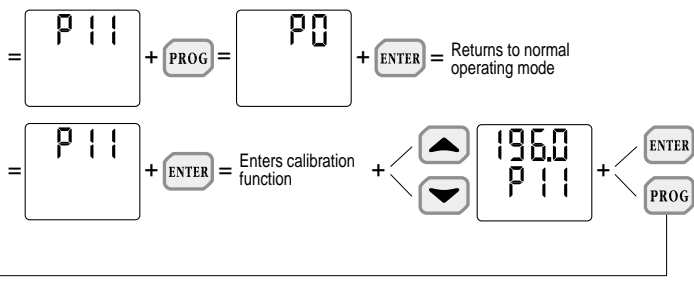 = P11 + PROG = P0 + ENTER = Returns to normal
operating mode
= P11 + ENTER = Enters calibration
function + 196.0
P11 + ENTER
PROG